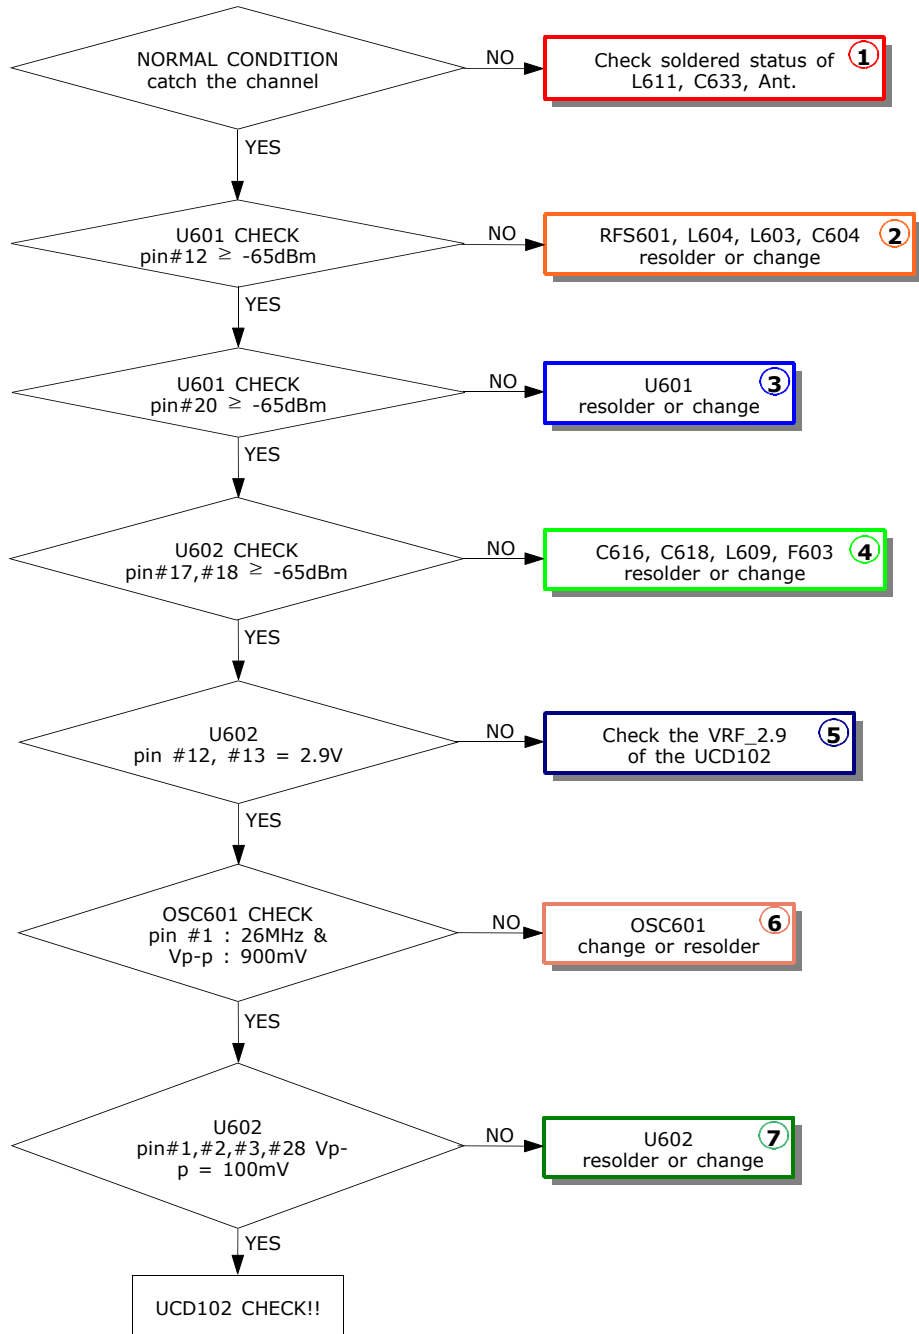 NORMAL CONDITION
catch the channel
NO
Check soldered status of
L611, C633, Ant.
1
YES
U601 CHECK
pin#12 ≥ -65dBm
NO
RFS601, L604, L603, C604
resolder or change
2
YES
U601 CHECK
pin#20 ≥ -65dBm
NO
U601
resolder or change
3
YES
U602 CHECK
pin#17,#18 ≥ -65dBm
NO
C616, C618, L609, F603
resolder or change
4
YES
U602
pin #12, #13 = 2.9V
NO
Check the VRF_2.9
of the UCD102
5
YES
OSC601 CHECK
pin #1 : 26MHz &
Vp-p : 900mV
NO
OSC601
change or resolder
6
YES
U602
pin#1,#2,#3,#28 Vp-
p = 100mV
NO
U602
resolder or change
7
YES
UCD102 CHECK!!